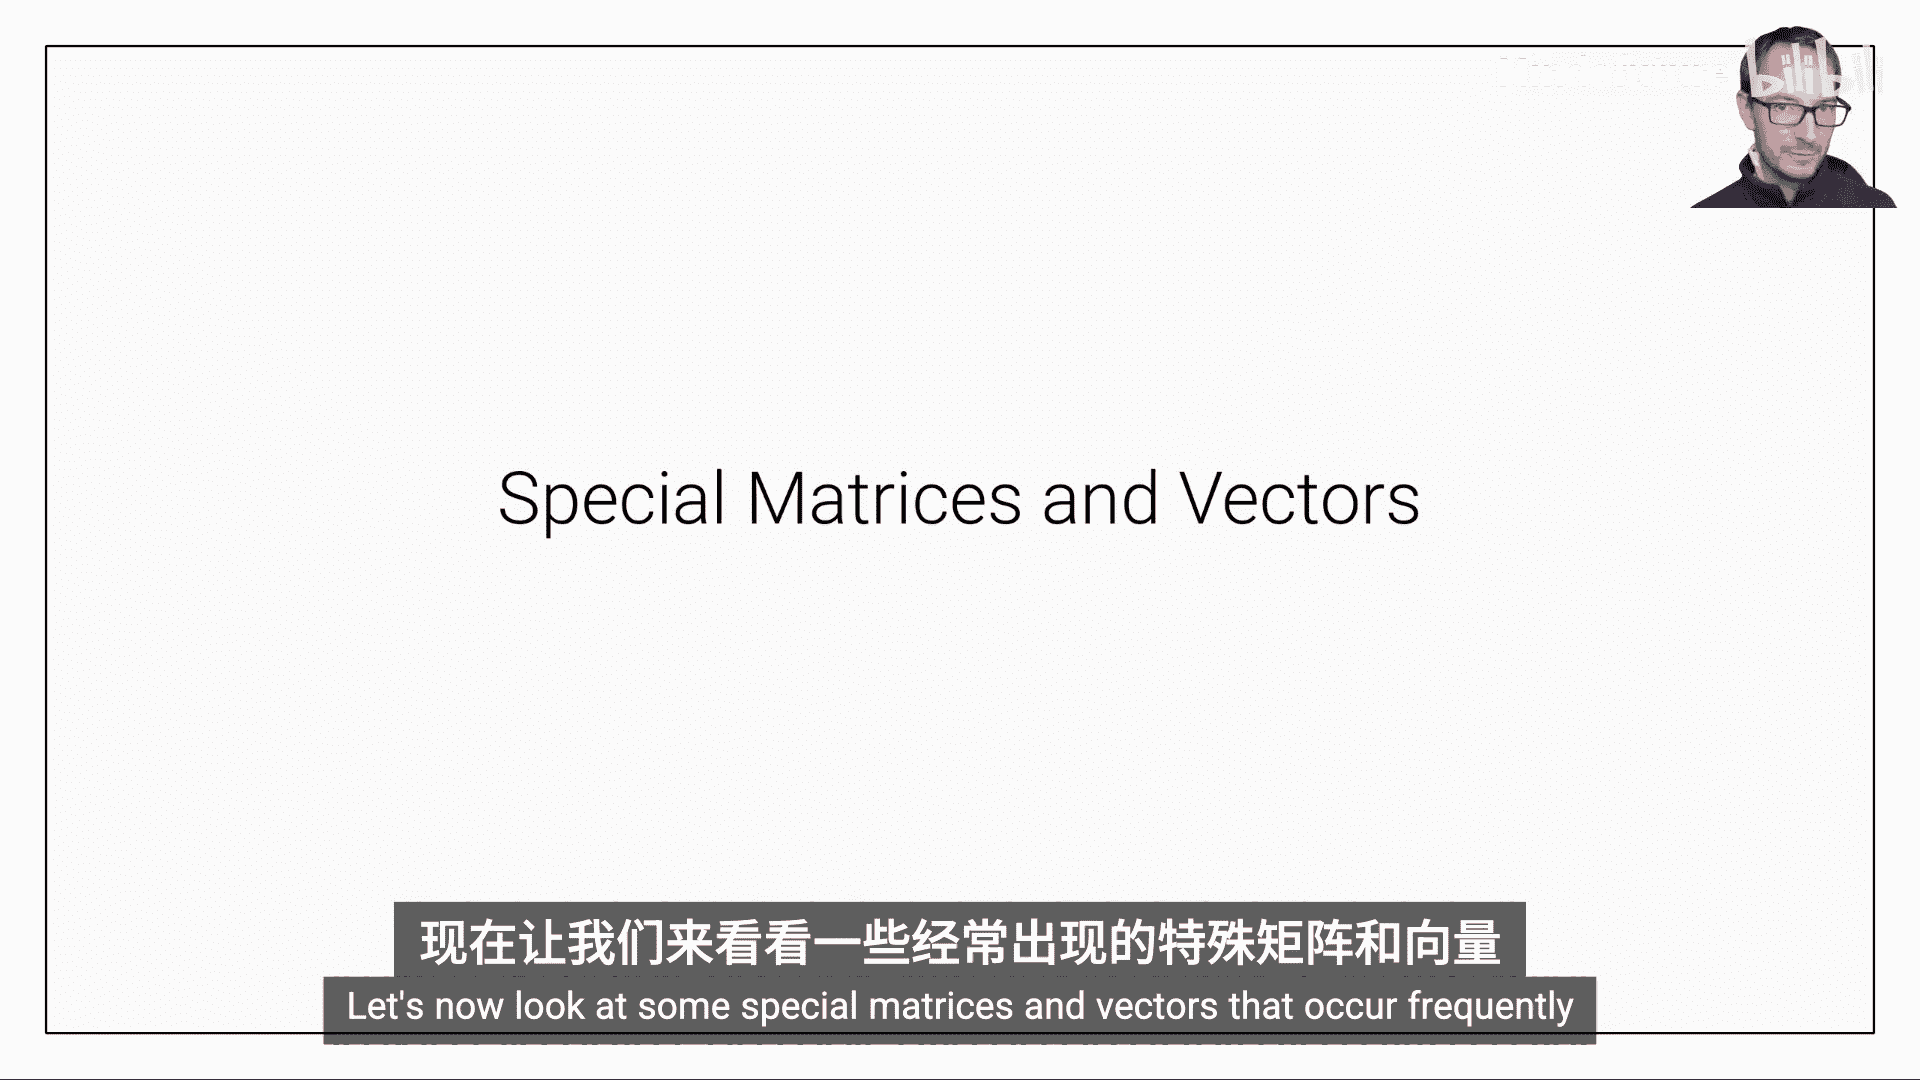 bilibili
Special Matrices and Vectors
现在让我们来看看一些经常出现的特殊矩阵和向量
Let's now look at some special matrices and vectors that occur frequently